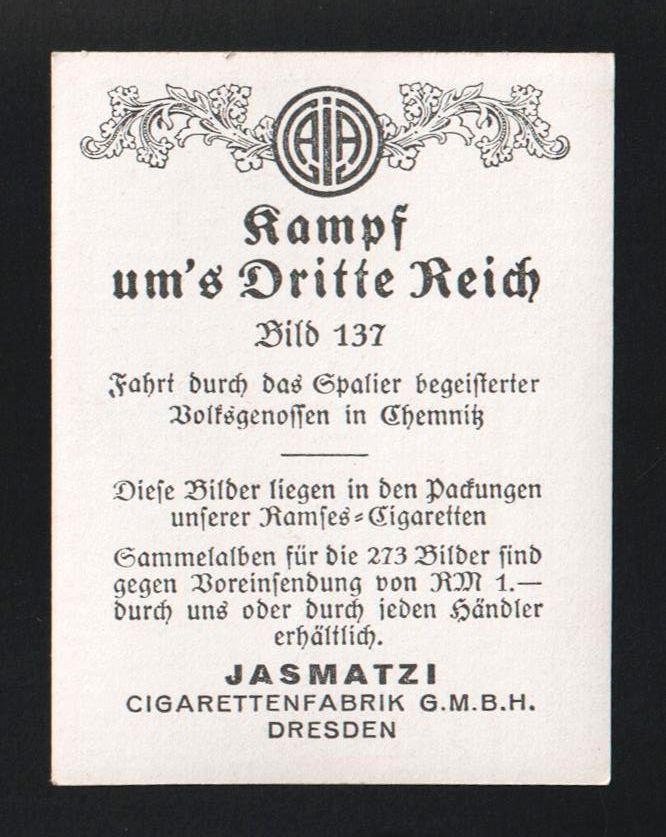 AIA
Kampf
um's Dritte Reich
Bild 137
Fahrt durch das Spalier begeisterter
Volksgenossen in Chemnitz
Diese Bilder liegen in den Packungen
unserer Ramses=Cigaretten
Sammelalben für die 273 Bilder sind
gegen Voreinsendung von RM 1.—
durch uns oder durch jeden Händler
erhältlich.
JASMATZI
CIGARETTENFABRIK G.M.B.H.
DRESDEN